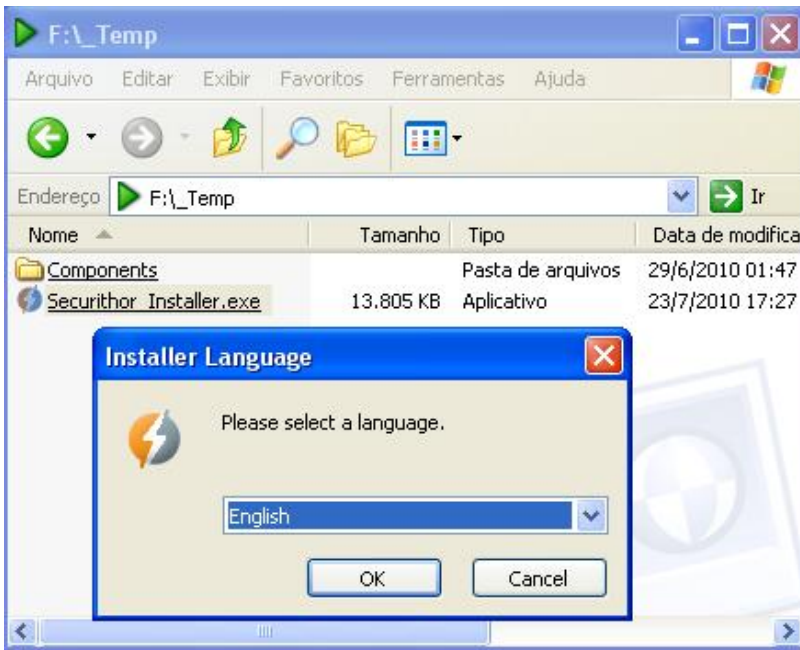 F:\_Temp
Arquivo Editar Exibir Favoritos Ferramentas Ajuda
Endereço F:\_Temp Ir
Nome Tamanho Tipo Data de modifica
Components Pasta de arquivos 29/6/2010 01:47
Securithor_Installer.exe 13.805 KB Aplicativo 23/7/2010 17:27
Installer Language
Please select a language.
English
OK Cancel